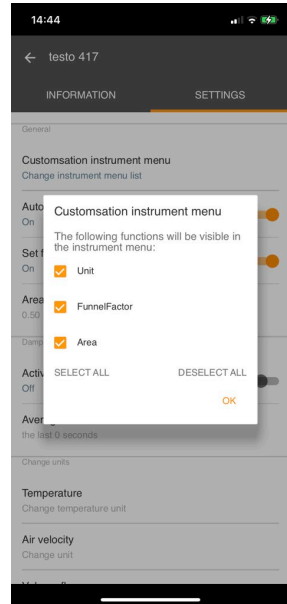 14:44
testo 417
INFORMATION
SETTINGS
General
Customsation instrument menu
Change instrument menu list
Auto
On
Customsation instrument menu
The following functions will be visible in
the instrument menu:
Set f
On
Unit
FunnelFactor
Area
0.50
Area
Damp
SELECT ALL
DESELECT ALL
Activ
Off
OK
Aver
the last 0 seconds
Change units
Temperature
Change temperature unit
Air velocity
Change unit